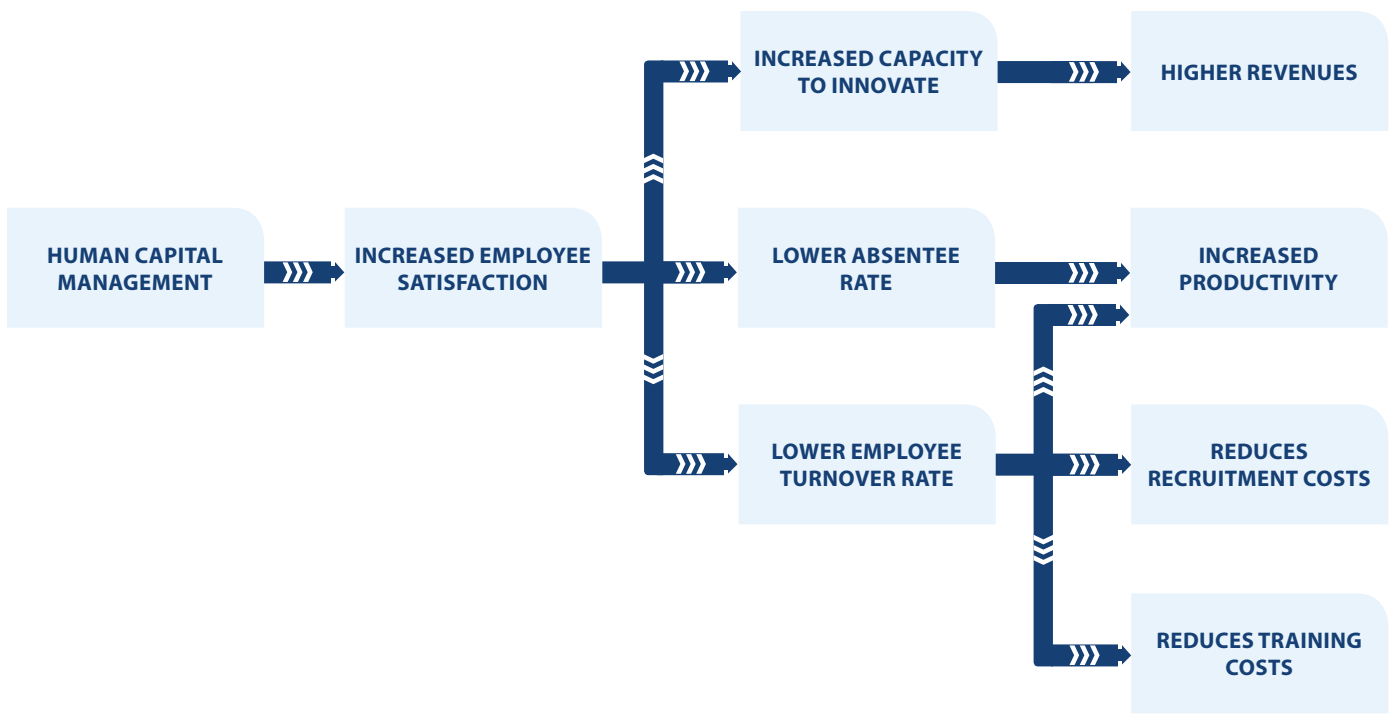 INCREASED CAPACITY
TO INNOVATE
HIGHER REVENUES
HUMAN CAPITAL
MANAGEMENT
INCREASED EMPLOYEE
SATISFACTION
LOWER ABSENTEE
RATE
INCREASED
PRODUCTIVITY
LOWER EMPLOYEE
TURNOVER RATE
REDUCES
RECRUITMENT COSTS
REDUCES TRAINING
COSTS